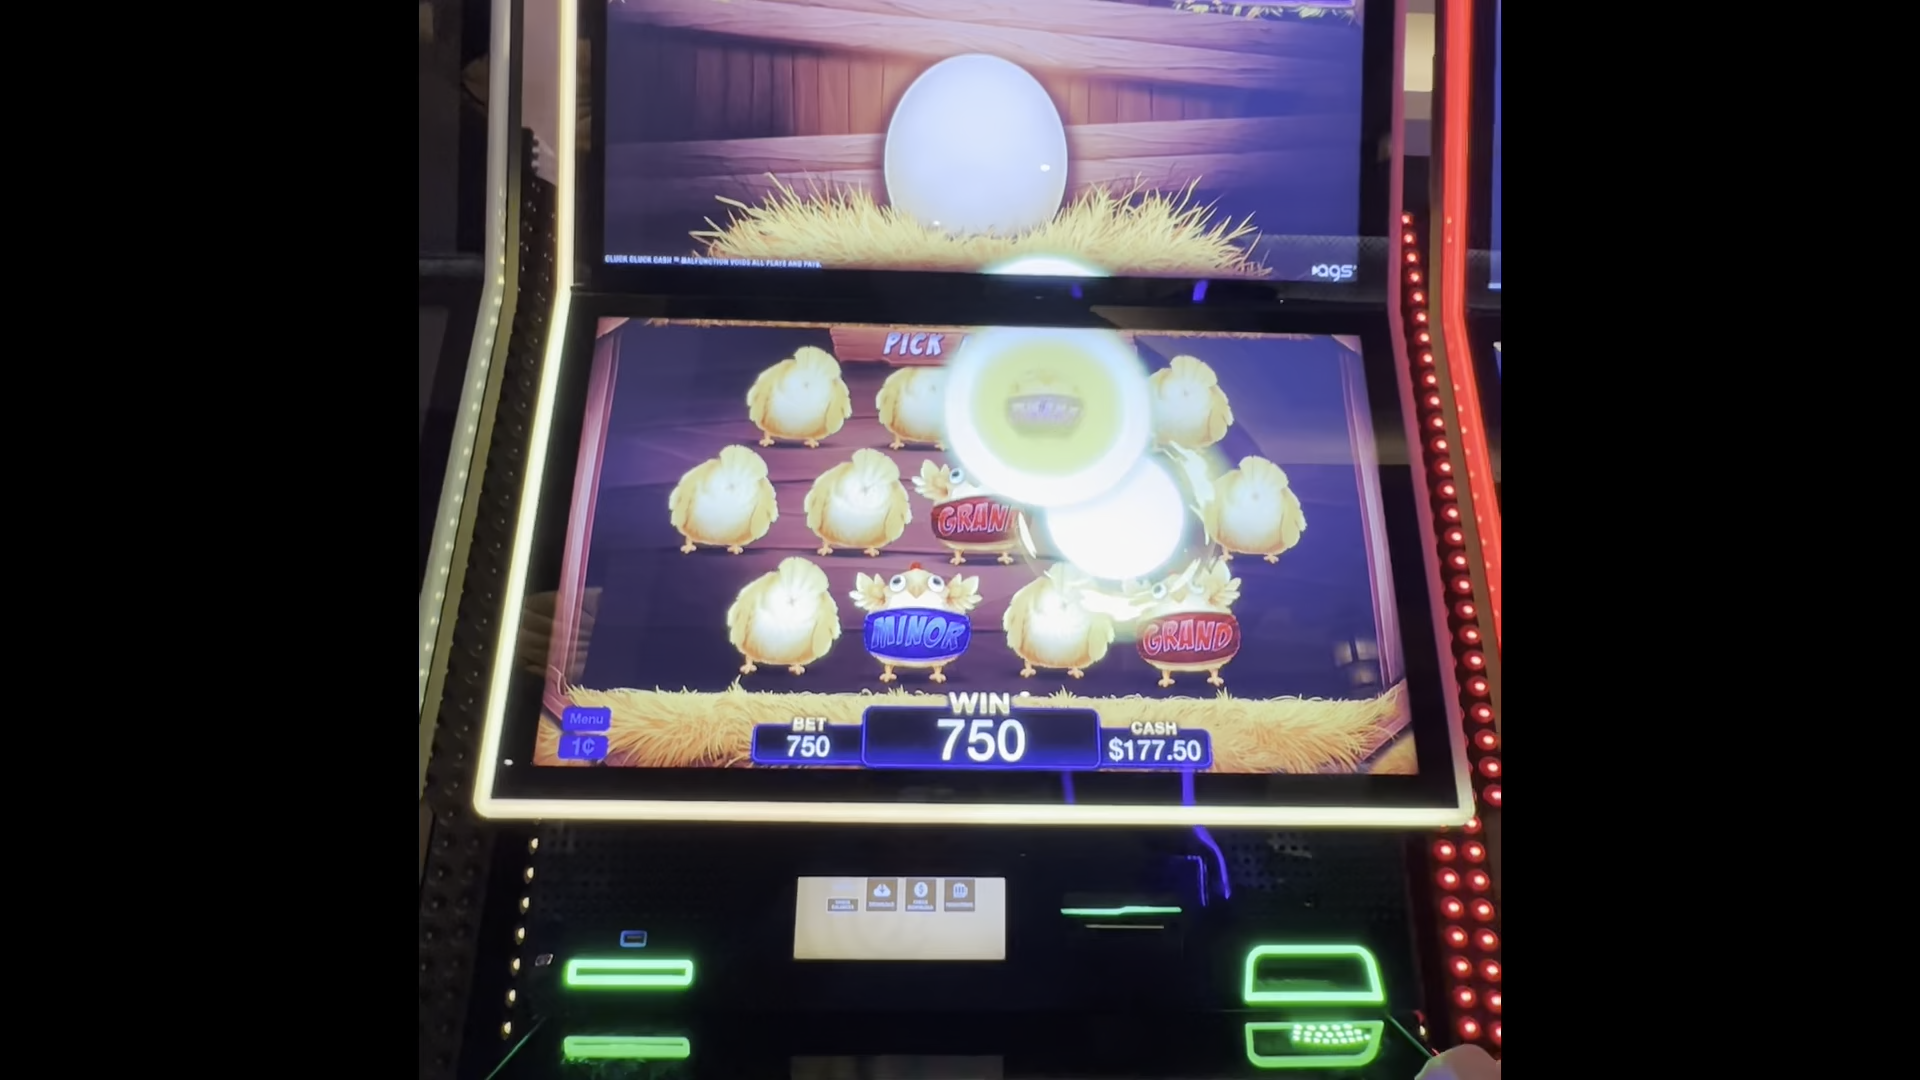 CLUCK CLUCK CASH ™ MALFUNCTION VOIDS ALL PLAYS AND PAYS.
ags
PICK
GRAND
MINOR
GRAND
Menu
1¢
BET
750
WIN
750
CASH
$177.50